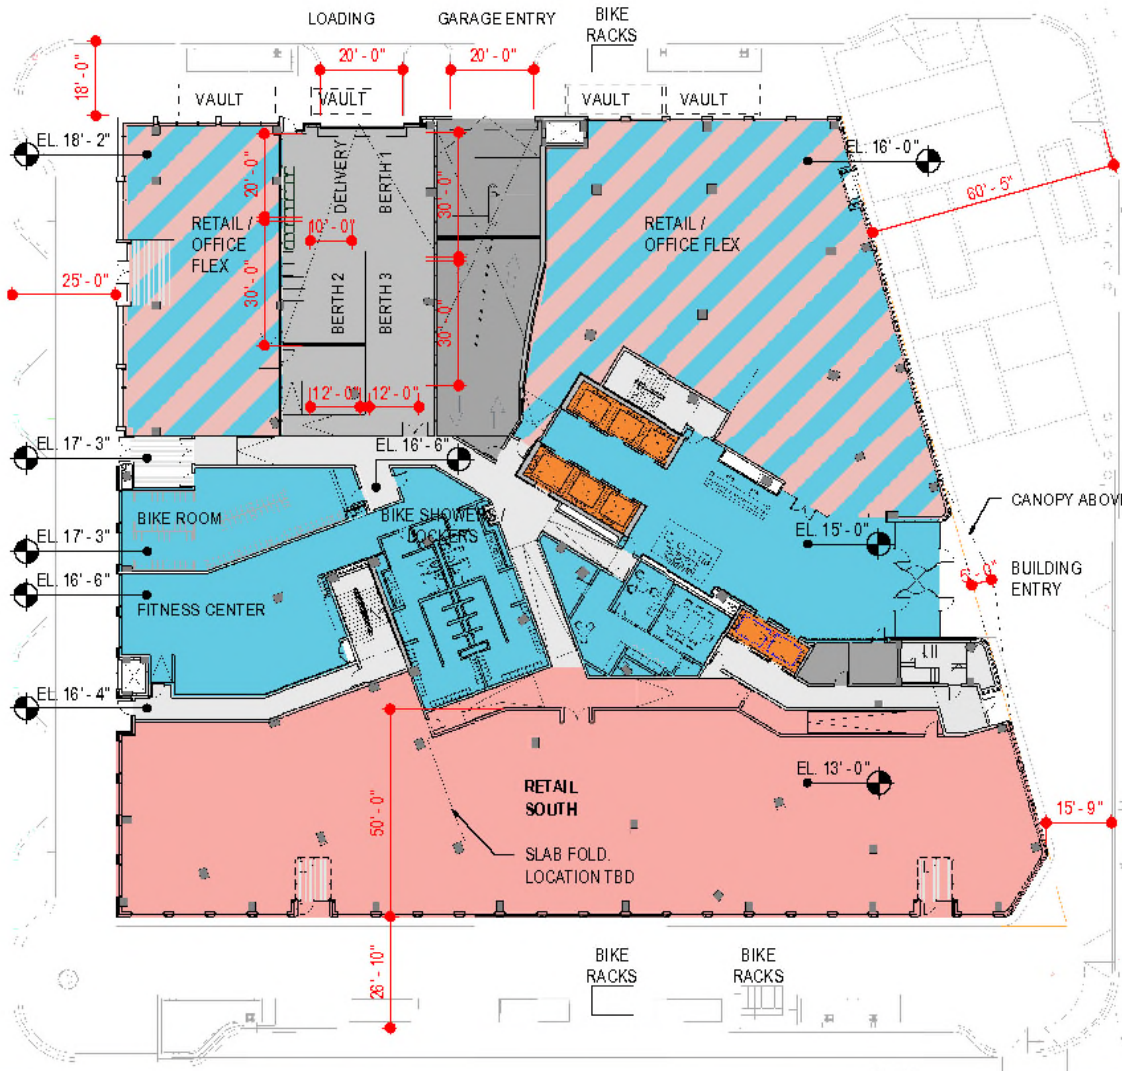 LOADING
GARAGE ENTRY
BIKE
RACKS
20' - 0"
20' - 0"
18' - 0"
VAULT
VAULT
VAULT
VAULT
EL. 18' - 2"
EL. 16' - 0"
20' - 0"
DELIVERY
BERTH 1
30' - 0"
60' - 5"
RETAIL /
OFFICE
FLEX
10' - 0"
RETAIL /
OFFICE FLEX
25' - 0"
30' - 0"
BERTH 2
BERTH 3
30' - 0"
12' - 0"
12' - 0"
EL. 17' - 3"
EL. 16' - 6"
CANOPY ABOVE
BIKE ROOM
BIKE SHOWERS /
LOCKERS
EL. 15' - 0"
EL. 17' - 3"
BUILDING
ENTRY
EL. 16' - 6"
FITNESS CENTER
EL. 16' - 4"
EL. 13' - 0"
RETAIL
SOUTH
50' - 0"
15' - 9"
SLAB FOLD.
LOCATION TBD
26' - 10"
BIKE
RACKS
BIKE
RACKS